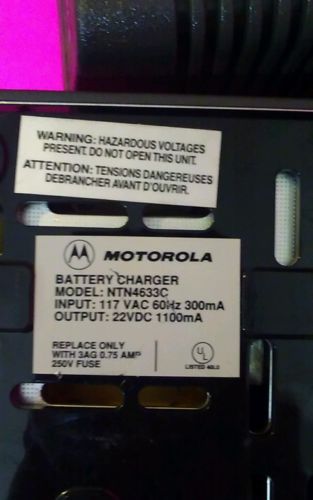 WARNING: HAZARDOUS VOLTAGES
PRESENT. DO NOT OPEN THIS UNIT.
ATTENTION: TENSIONS DANGEREUSES
DEBRANCHER AVANT D'OUVRIR.
MOTOROLA
BATTERY CHARGER
MODEL: NTN4633C
INPUT: 117 VAC 60Hz 300mA
OUTPUT: 22VDC 1100mA
REPLACE ONLY
WITH 3AG 0.75 AMP
250V FUSE
UL
LISTED 40L0